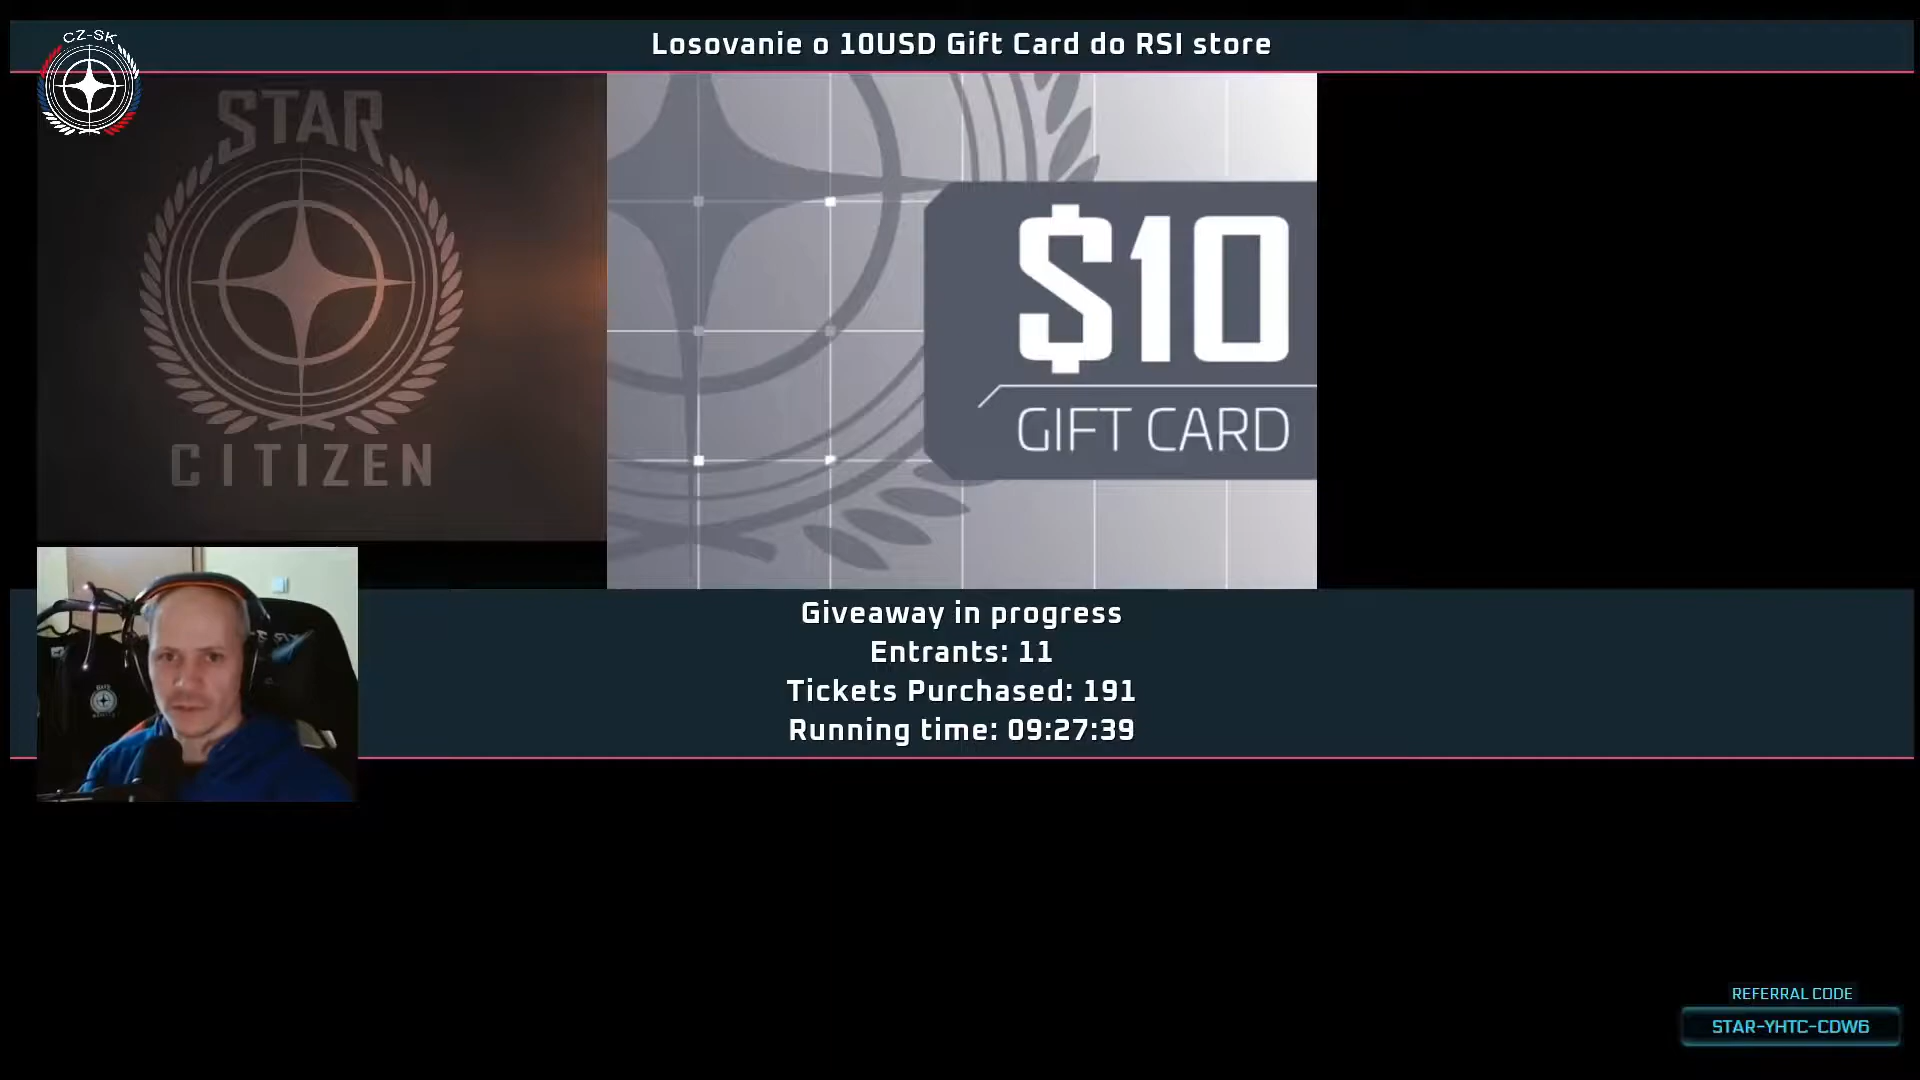 Losovanie o 10USD Gift Card do RSI store
CZ-SK
STAR
CITIZEN
$10
GIFT CARD
Giveaway in progress
Entrants: 11
Tickets Purchased: 191
Running time: 09:27:39
REFERRAL CODE
STAR-YHTC-CDW6